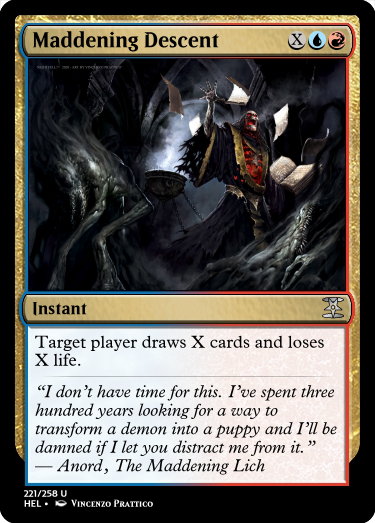 Maddening Descent X
Instant
Target player draws X cards and loses
X life.
“I don’t have time for this. I’ve spent three
hundred years looking for a way to
transform a demon into a puppy and I’ll be
damned if I let you distract me from it.”
— Anord, The Maddening Lich
221/258 U
HEL • Vincenzo Prattico